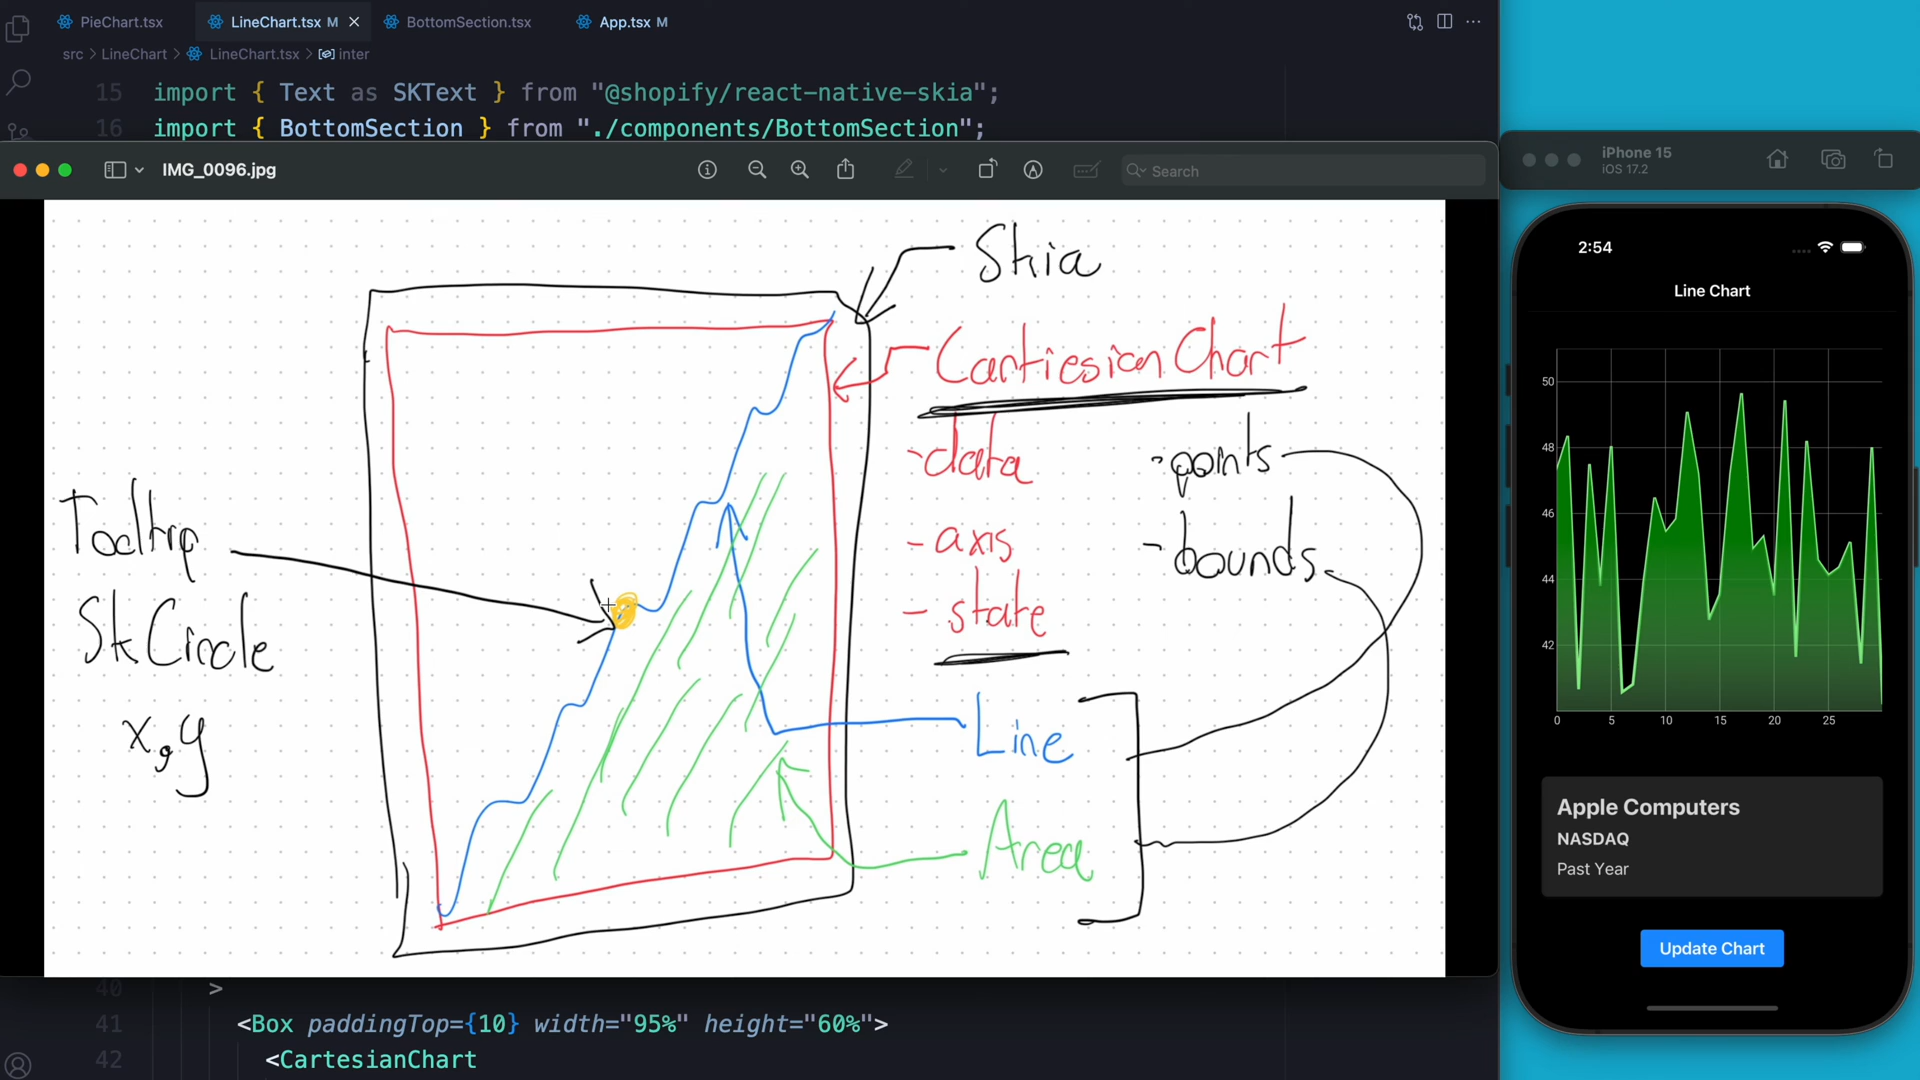 PieChart.tsx
LineChart.tsx M
BottomSection.tsx
App.tsx M
src > LineChart > LineChart.tsx > inter
15 import { Text as SKText } from "@shopify/react-native-skia";
16 import { BottomSection } from "./components/BottomSection";
IMG_0096.jpg
Search
Skia
Cartiesian Chart
-data
-axis
-state
-points
-bounds
Tooltip
Sk Circle
x,y
Line
Area
40 >
41 <Box paddingTop={10} width="95%" height="60%">
42 <CartesianChart
iPhone 15
iOS 17.2
2:54
Line Chart
50
48
46
44
42
0 5 10 15 20 25
Apple Computers
NASDAQ
Past Year
Update Chart